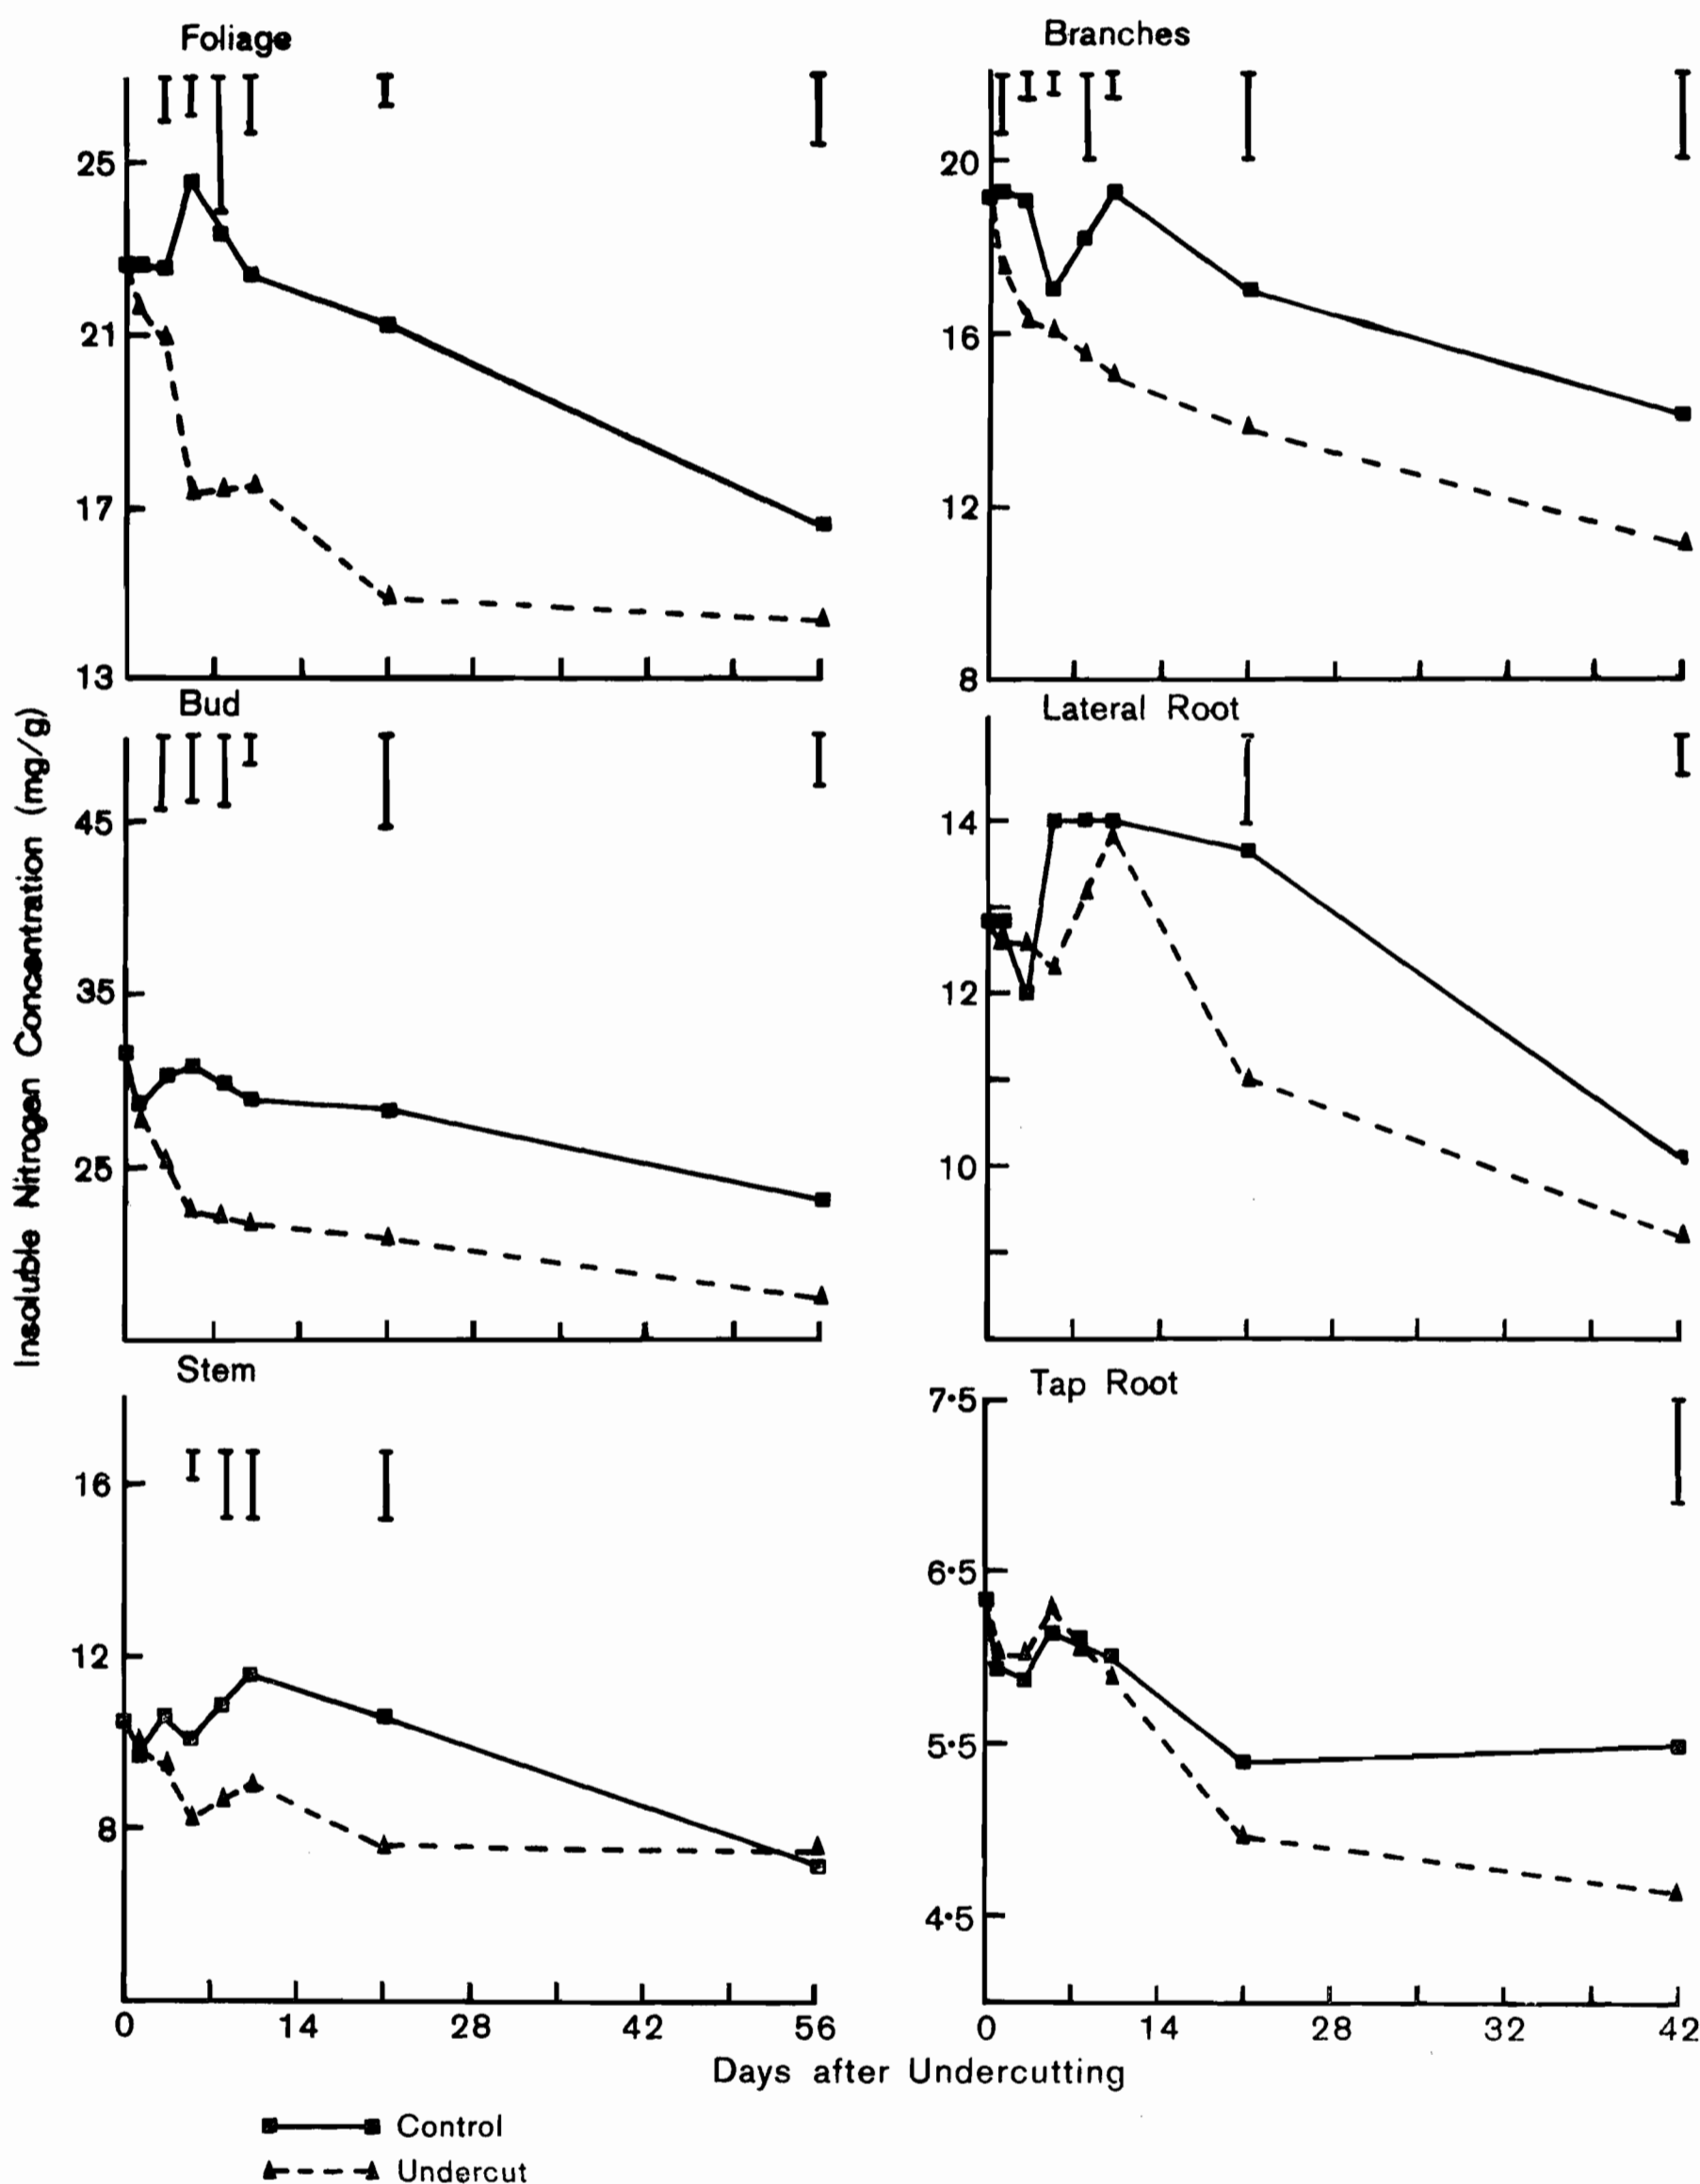 Foliage
25
21
17
13
Branches
20
16
12
8
Insoluble Nitrogen Concentration (mg/g)
Bud
45
35
25
Lateral Root
14
12
10
Stem
16
12
8
0 14 28 42 56
Tap Root
7·5
6·5
5·5
4·5
0 14 28 32 42
Days after Undercutting
Control
Undercut